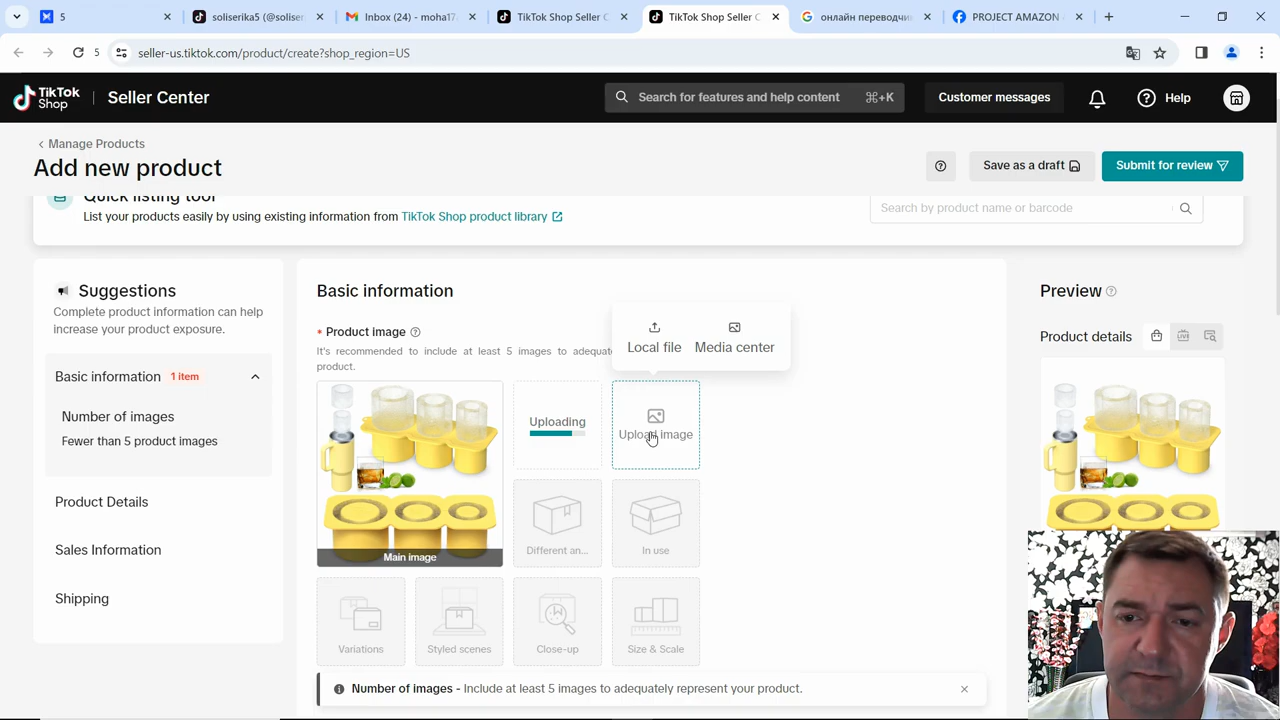 5
soliserika5 (@soliser
Inbox (24) - moha17
TikTok Shop Seller C
TikTok Shop Seller C
онлайн переводчи
PROJECT AMAZON
5
seller-us.tiktok.com/product/create?shop_region=US
TikTok Shop
Seller Center
Search for features and help content
⌘+K
Customer messages
Help
Manage Products
Add new product
Save as a draft
Submit for review
Quick listing tool
List your products easily by using existing information from TikTok Shop product library
Search by product name or barcode
Suggestions
Complete product information can help
increase your product exposure.
Basic information 1 item
Number of images
Fewer than 5 product images
Product Details
Sales Information
Shipping
Basic information
* Product image
It's recommended to include at least 5 images to adequat
product.
Local file
Media center
Uploading
Upload image
Main image
Different an...
In use
Variations
Styled scenes
Close-up
Size & Scale
Number of images - Include at least 5 images to adequately represent your product.
Preview
Product details
LIVE